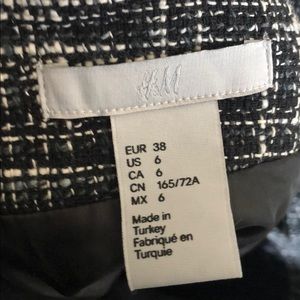 H&M
EUR 38
US 6
CA 6
CN 165/72A
MX 6
Made in
Turkey
Fabriqué en
Turquie